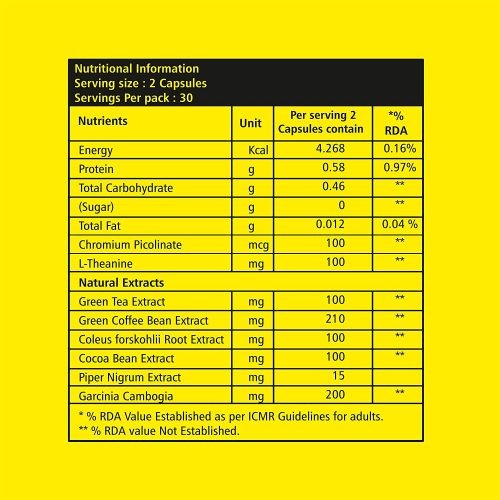 Nutritional Information
Serving size : 2 Capsules
Servings Per pack : 30
Nutrients Unit Per serving 2 Capsules contain *% RDA
Energy Kcal 4.268 0.16%
Protein g 0.58 0.97%
Total Carbohydrate g 0.46 **
(Sugar) g 0 **
Total Fat g 0.012 0.04 %
Chromium Picolinate mcg 100 **
L-Theanine mg 100 **
Natural Extracts
Green Tea Extract mg 100 **
Green Coffee Bean Extract mg 210 **
Coleus forskohlii Root Extract mg 100 **
Cocoa Bean Extract mg 100 **
Piper Nigrum Extract mg 15
Garcinia Cambogia mg 200 **
* % RDA Value Established as per ICMR Guidelines for adults.
** % RDA value Not Established.